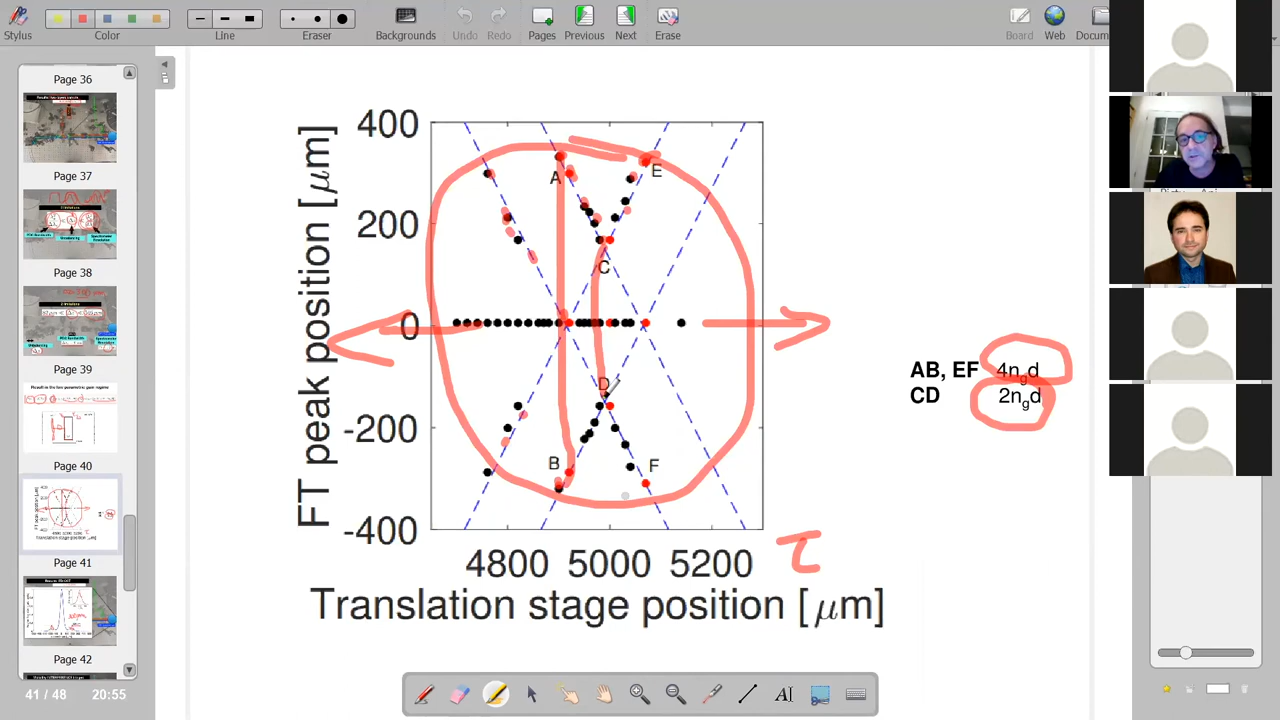 Stylus
Color
Line
Eraser
Backgrounds
Undo
Redo
Pages
Previous
Next
Erase
Board
Web
Docum
Page 36
Page 37
Page 38
Page 39
Page 40
Page 41
Page 42
41 / 48
20:55
FT peak position [μm]
400
200
0
-200
-400
A
E
C
D
B
F
4800
5000
5200
τ
Translation stage position [μm]
AB, EF 4ngd
CD 2ngd